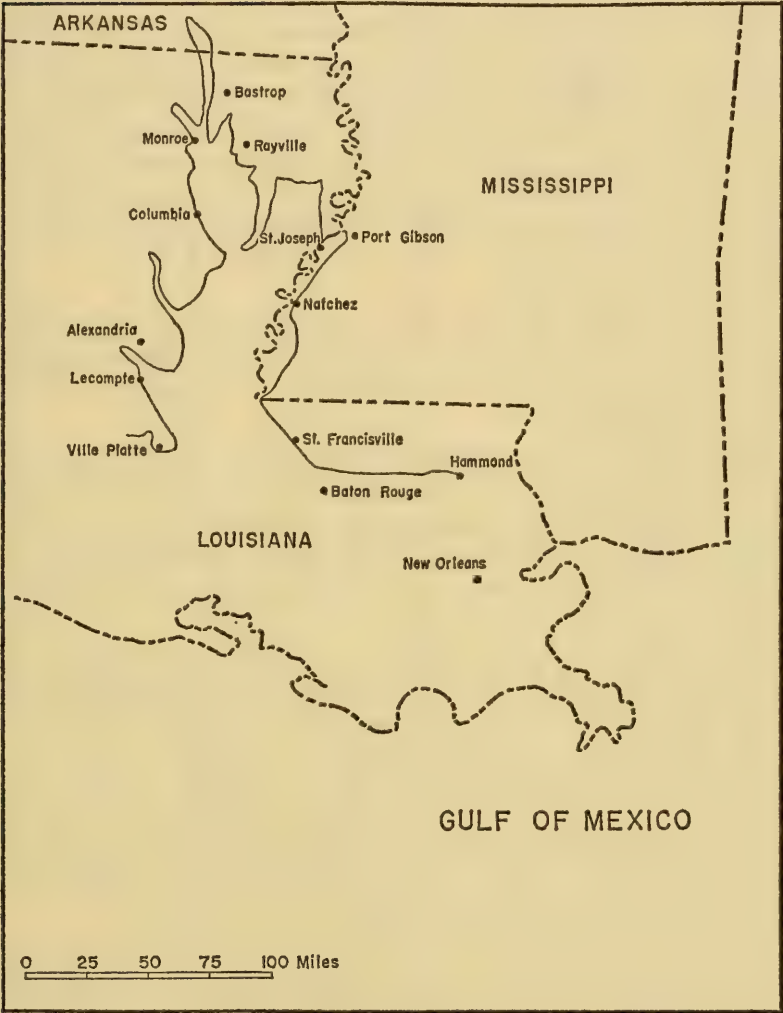 ARKANSAS
Bastrop
Monroe
Rayville
MISSISSIPPI
Columbia
St. Joseph
Port Gibson
Natchez
Alexandria
Lecompte
Ville Platte
St. Francisville
Hammond
Baton Rouge
LOUISIANA
New Orleans
GULF OF MEXICO
0 25 50 75 100 Miles